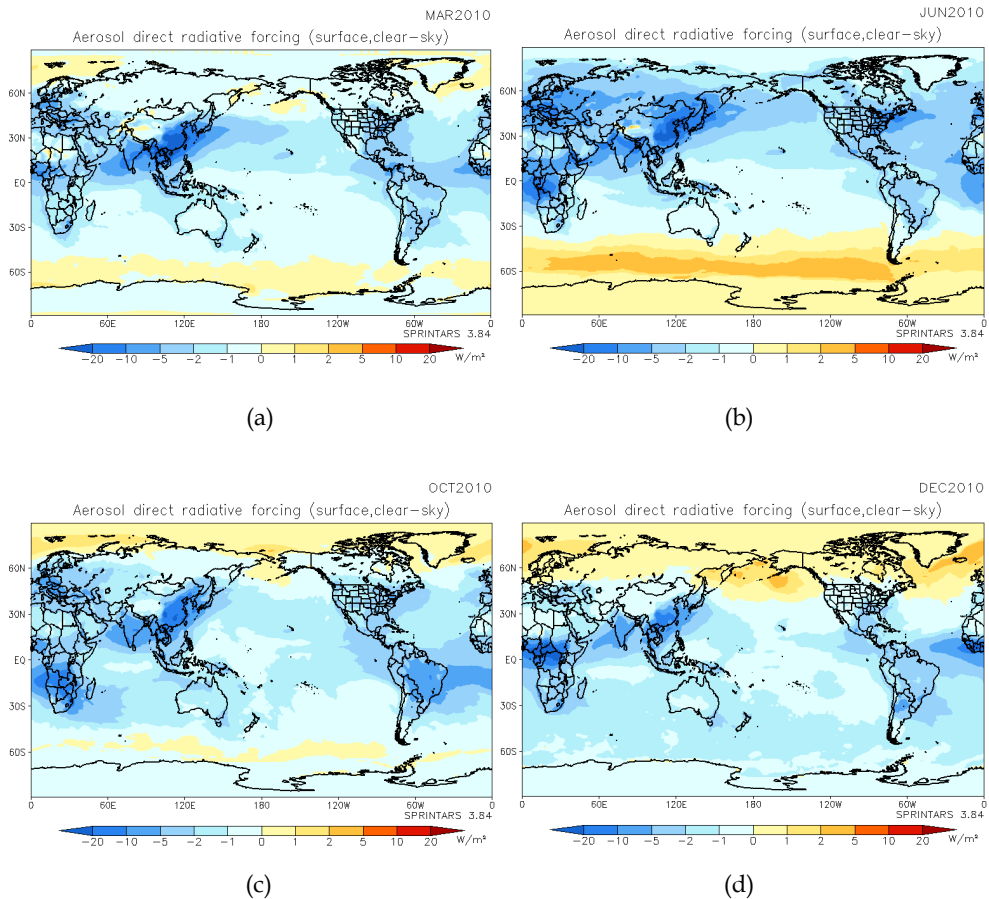 MAR2010
Aerosol direct radiative forcing (surface,clear-sky)
60N
30N
EQ
30S
60S
0 60E 120E 180 120W 60W 0
SPRINTARS 3.84
-20 -10 -5 -2 -1 0 1 2 5 10 20 W/m²
(a)
JUN2010
Aerosol direct radiative forcing (surface,clear-sky)
60N
30N
EQ
30S
60S
0 60E 120E 180 120W 60W 0
SPRINTARS 3.84
-20 -10 -5 -2 -1 0 1 2 5 10 20 W/m²
(b)
OCT2010
Aerosol direct radiative forcing (surface,clear-sky)
60N
30N
EQ
30S
60S
0 60E 120E 180 120W 60W 0
SPRINTARS 3.84
-20 -10 -5 -2 -1 0 1 2 5 10 20 W/m²
(c)
DEC2010
Aerosol direct radiative forcing (surface,clear-sky)
60N
30N
EQ
30S
60S
0 60E 120E 180 120W 60W 0
SPRINTARS 3.84
-20 -10 -5 -2 -1 0 1 2 5 10 20 W/m²
(d)